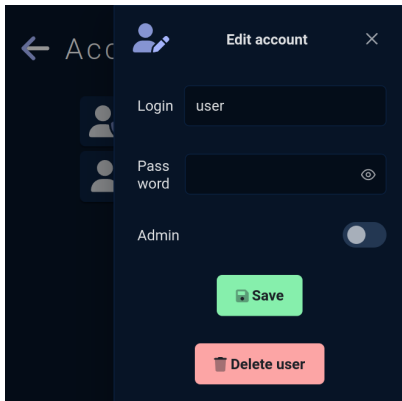 Acc
Edit account
Login
user
Pass
word
Admin
Save
Delete user